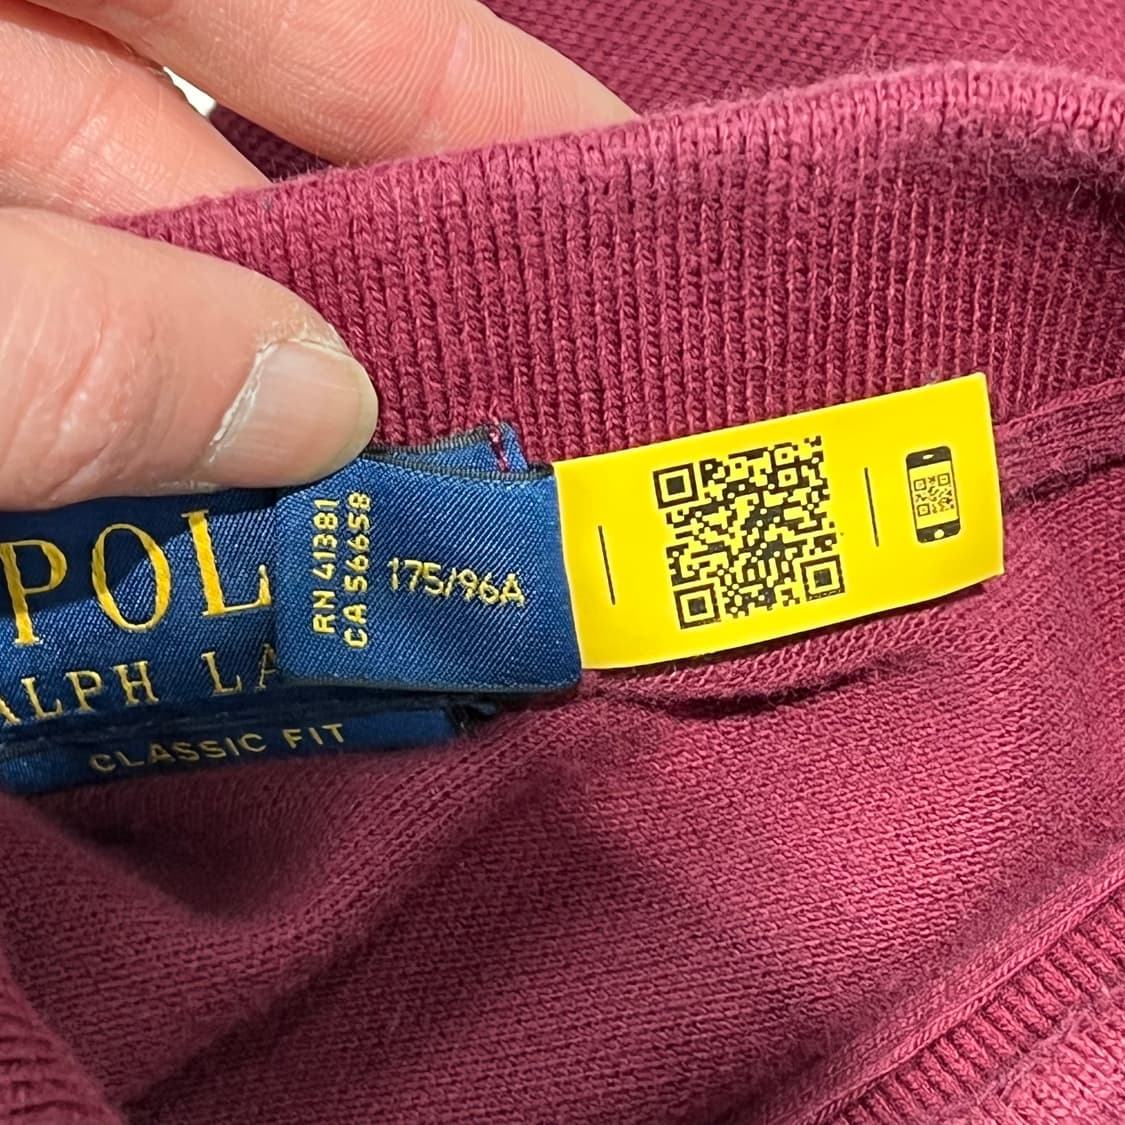 POL
ALPH LA
CLASSIC FIT
RN 41381
CA 56658
175/96A